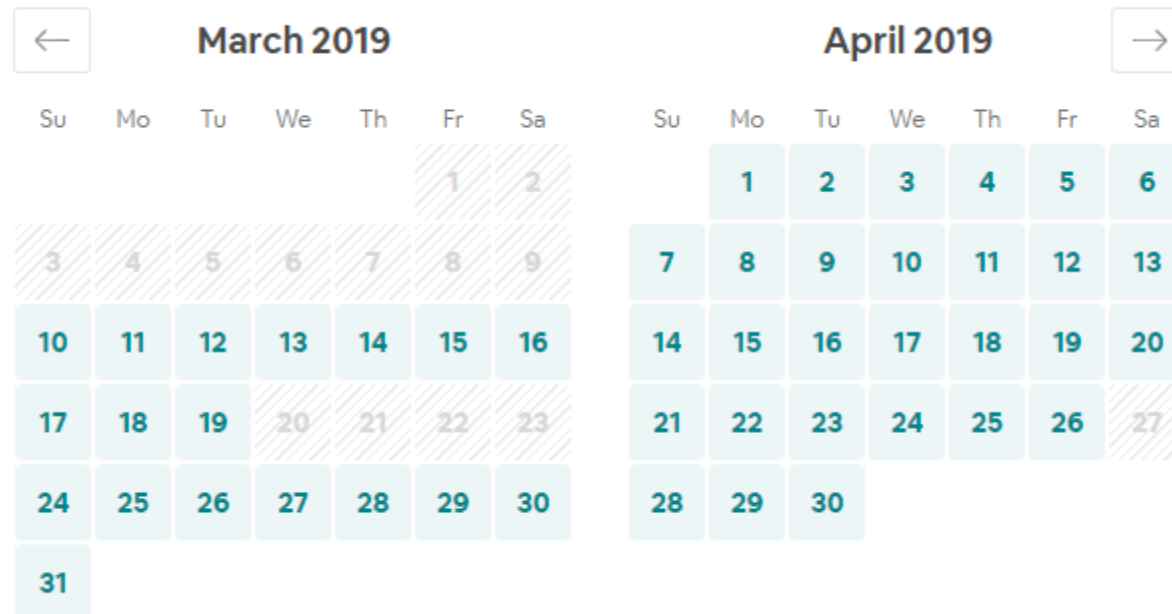 ← March 2019
Su Mo Tu We Th Fr Sa
1 2
3 4 5 6 7 8 9
10 11 12 13 14 15 16
17 18 19 20 21 22 23
24 25 26 27 28 29 30
31
April 2019 →
Su Mo Tu We Th Fr Sa
1 2 3 4 5 6
7 8 9 10 11 12 13
14 15 16 17 18 19 20
21 22 23 24 25 26 27
28 29 30